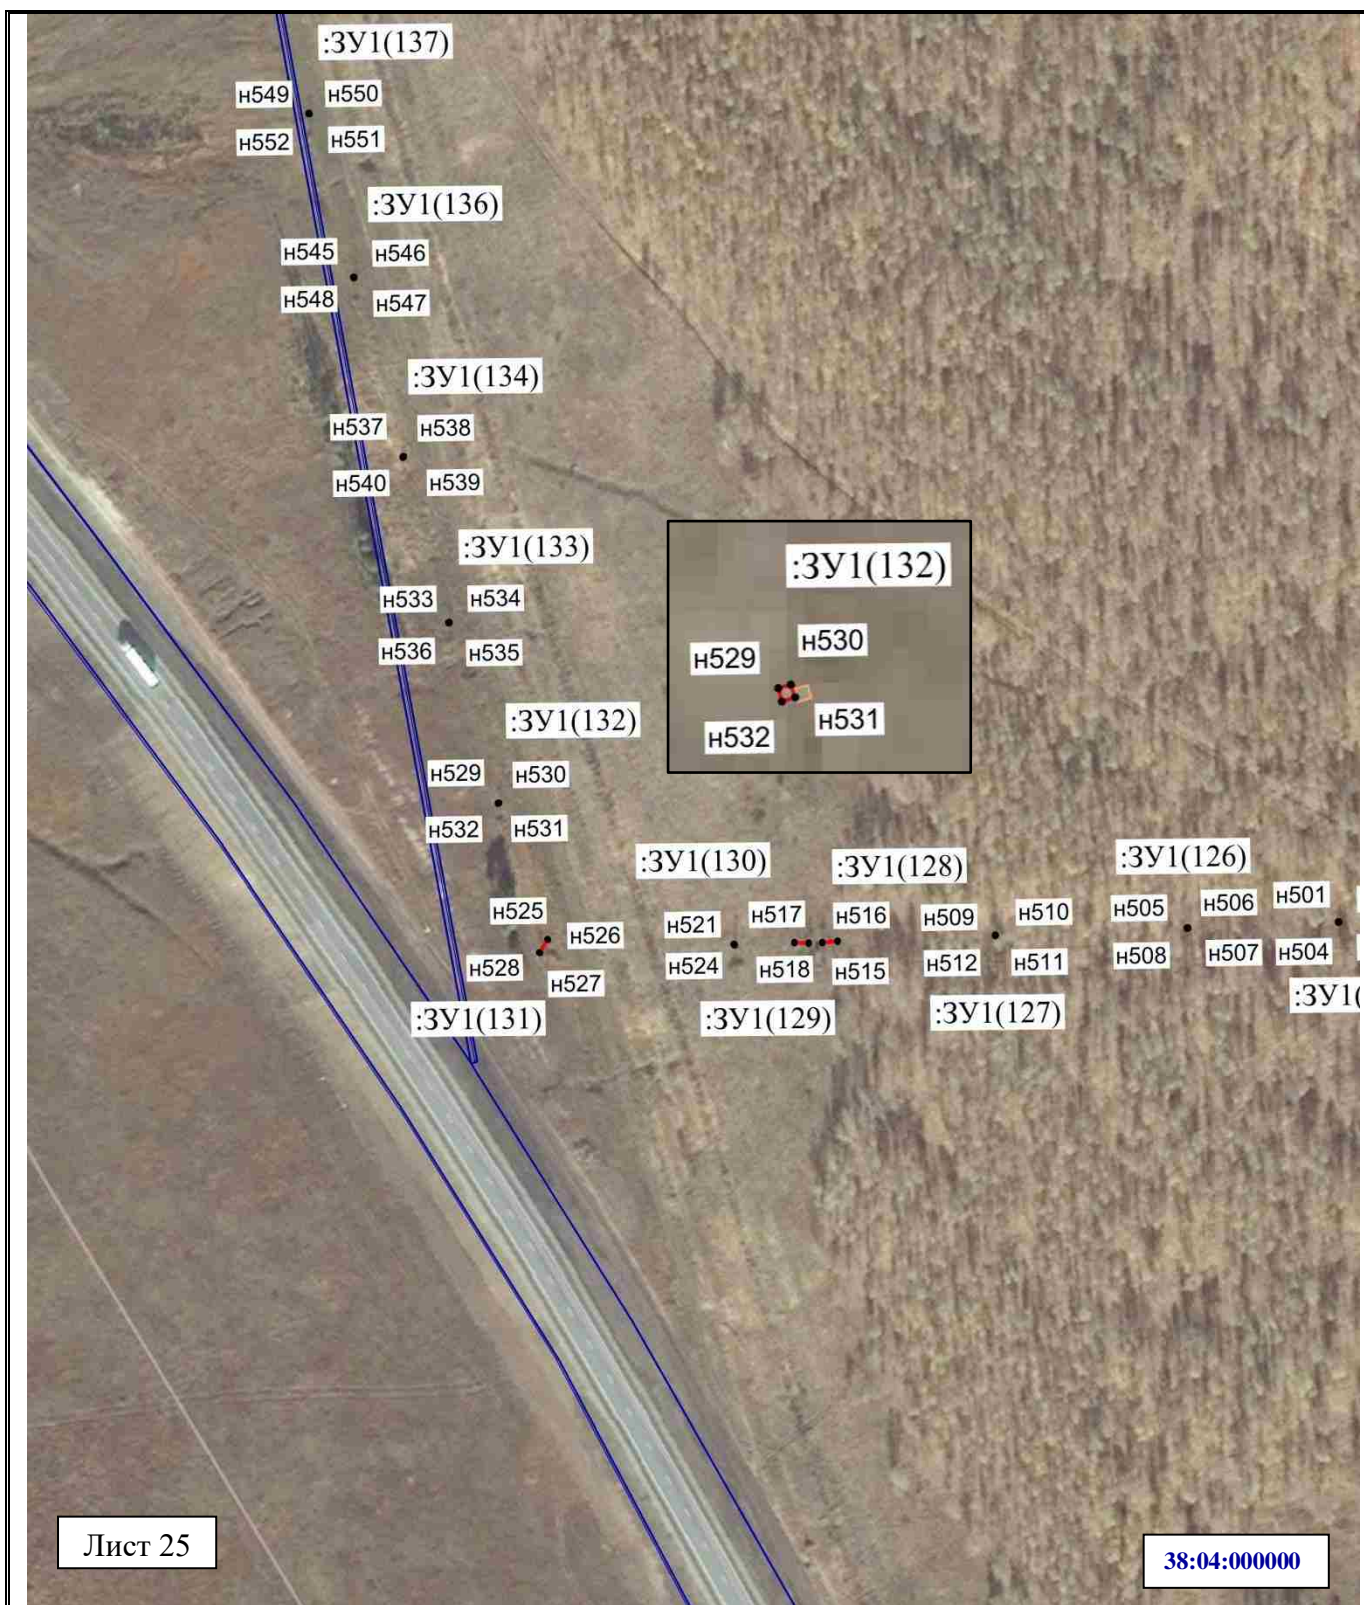 :ЗУ1(137)
н549 н550
н552 н551
:ЗУ1(136)
н545 н546
н548 н547
:ЗУ1(134)
н537 н538
н540 н539
:ЗУ1(133)
н533 н534
н536 н535
:ЗУ1(132)
н529 н530
н532 н531
:ЗУ1(132)
н529 н530
н532 н531
:ЗУ1(130) :ЗУ1(128) :ЗУ1(126)
н525 н526 н521 н517 н516 н509 н510 н505 н506 н501
н528 н527 н524 н518 н515 н512 н511 н508 н507 н504
:ЗУ1(131) :ЗУ1(129) :ЗУ1(127) :ЗУ1(
Лист 25
38:04:000000